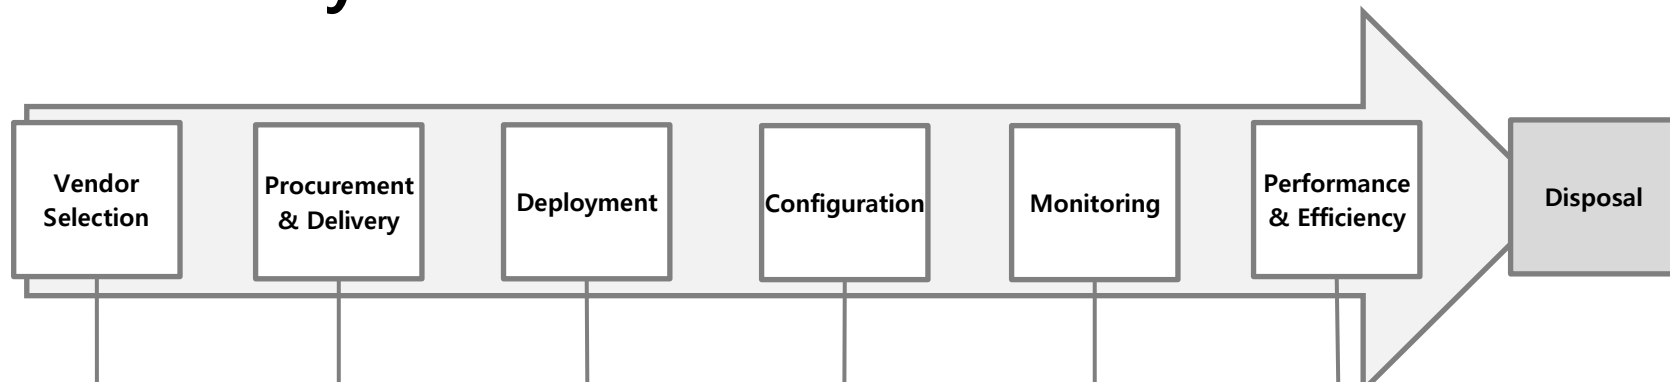 Vendor
Selection
Procurement
& Delivery
Deployment
Configuration
Monitoring
Performance
& Efficiency
Disposal